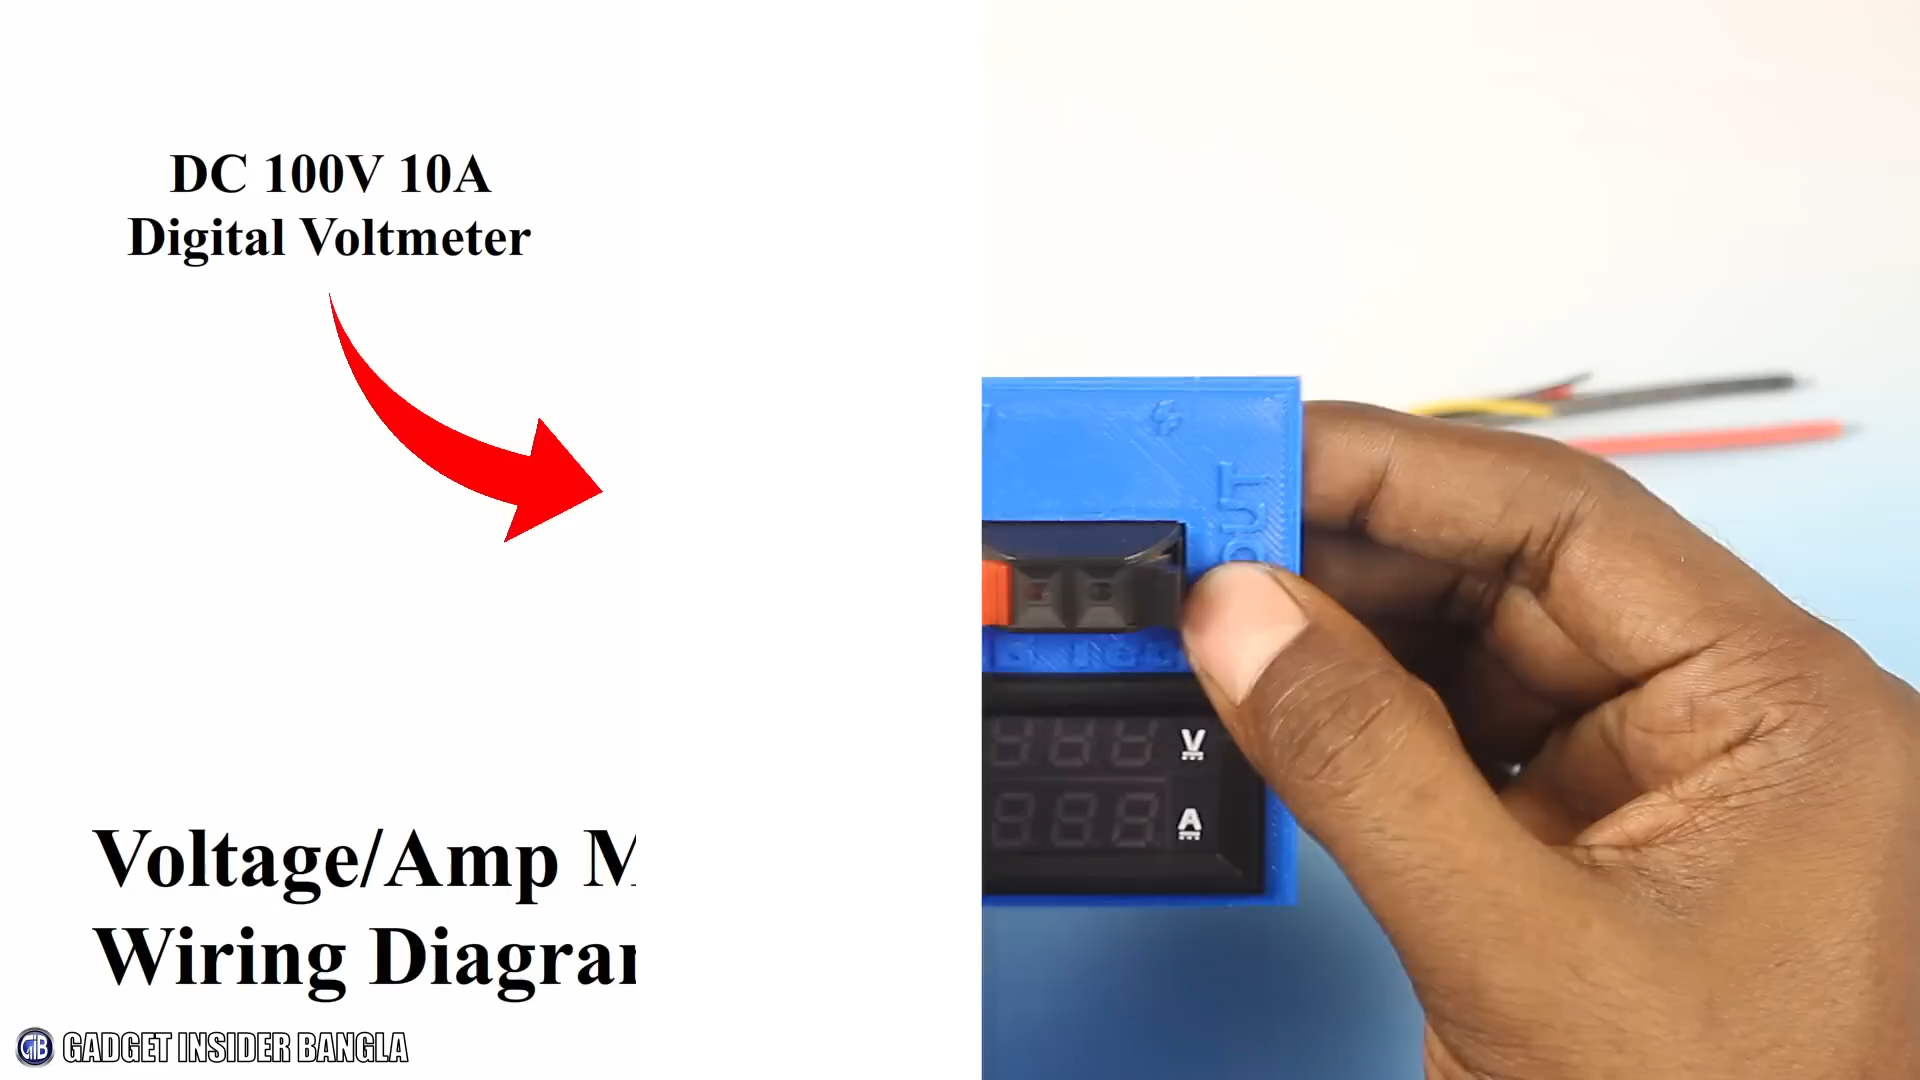 DC 100V 10A
Digital Voltmeter
OUT
V
A
Voltage/Amp M
Wiring Diagra
GADGET INSIDER BANGLA